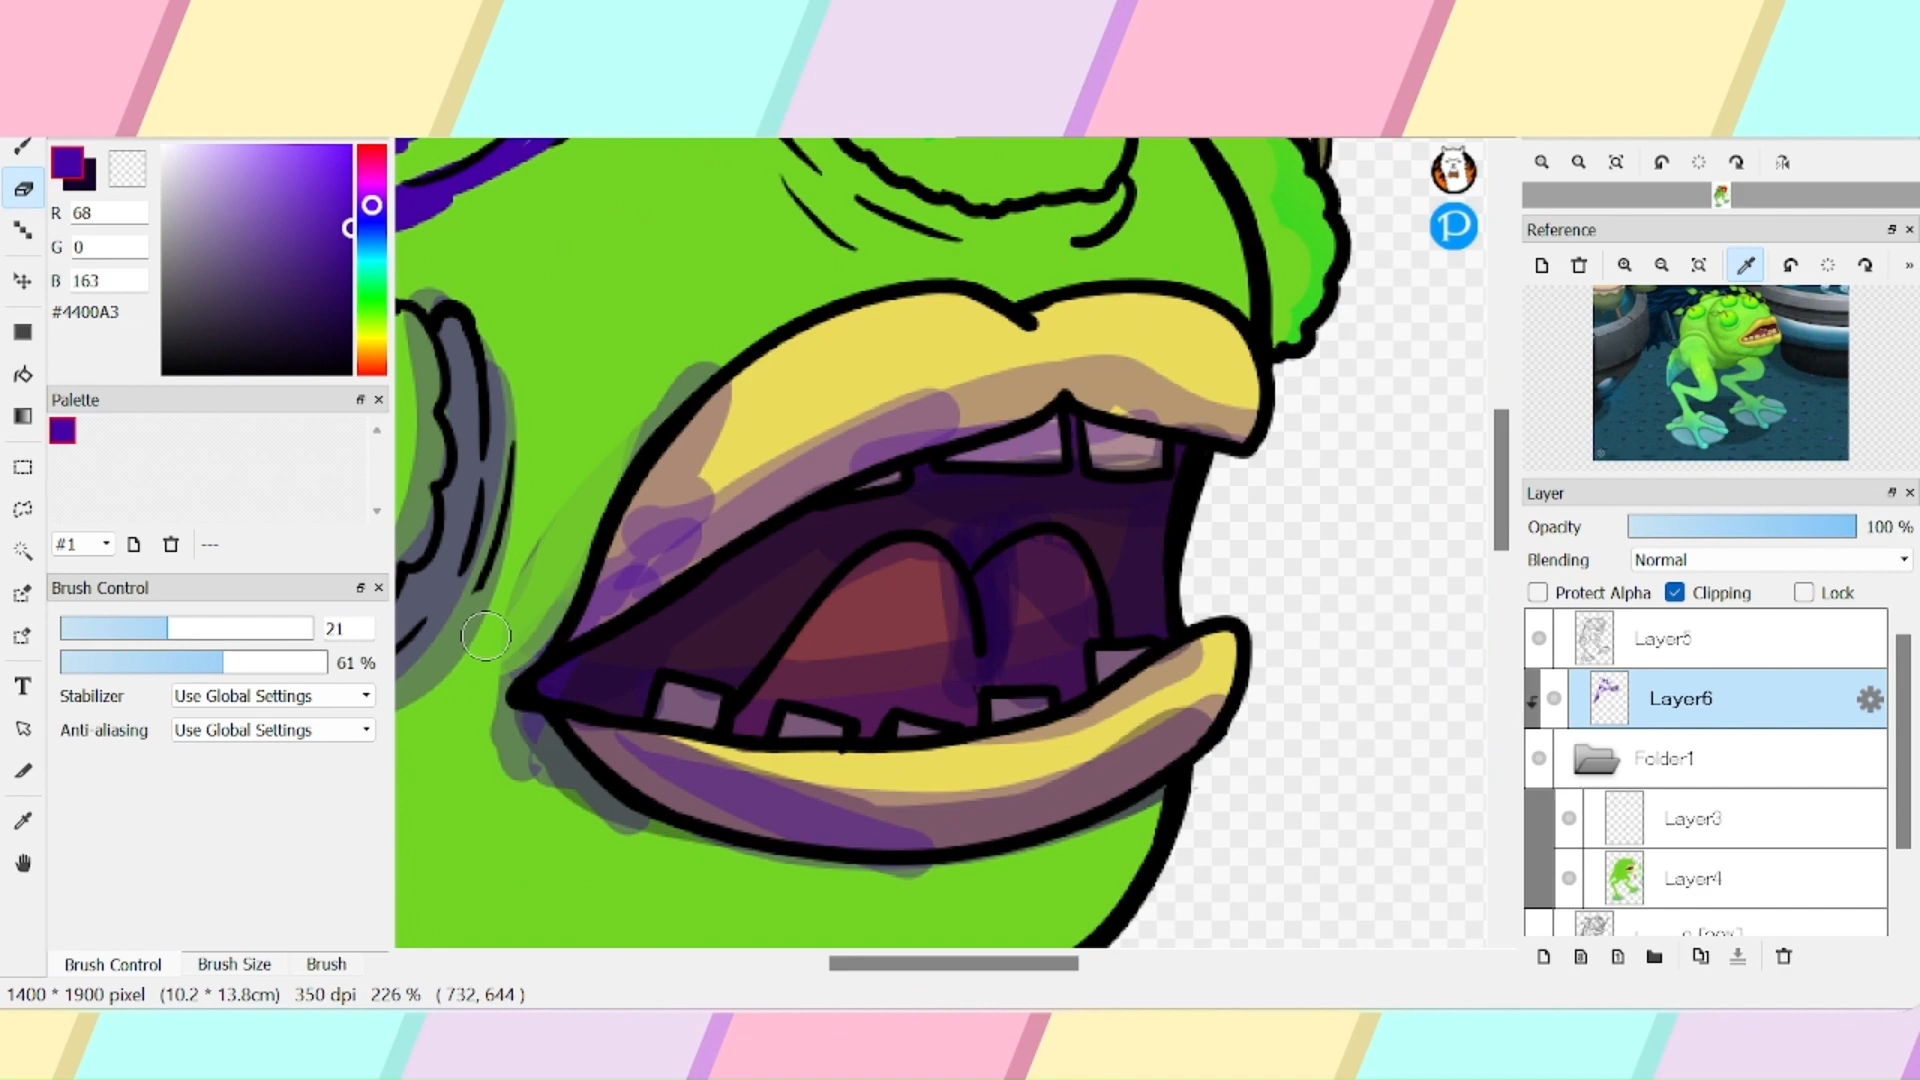 R 68
G 0
B 163
#4400A3
Palette
#1
---
Brush Control
21
61 %
Stabilizer Use Global Settings
Anti-aliasing Use Global Settings
Brush Control Brush Size Brush
1400 * 1900 pixel (10.2 * 13.8cm) 350 dpi 226 % ( 732, 644 )
T
P
Reference
»
Layer
Opacity 100 %
Blending Normal
Protect Alpha Clipping Lock
Layer5
Layer6
Folder1
Layer3
Layer4